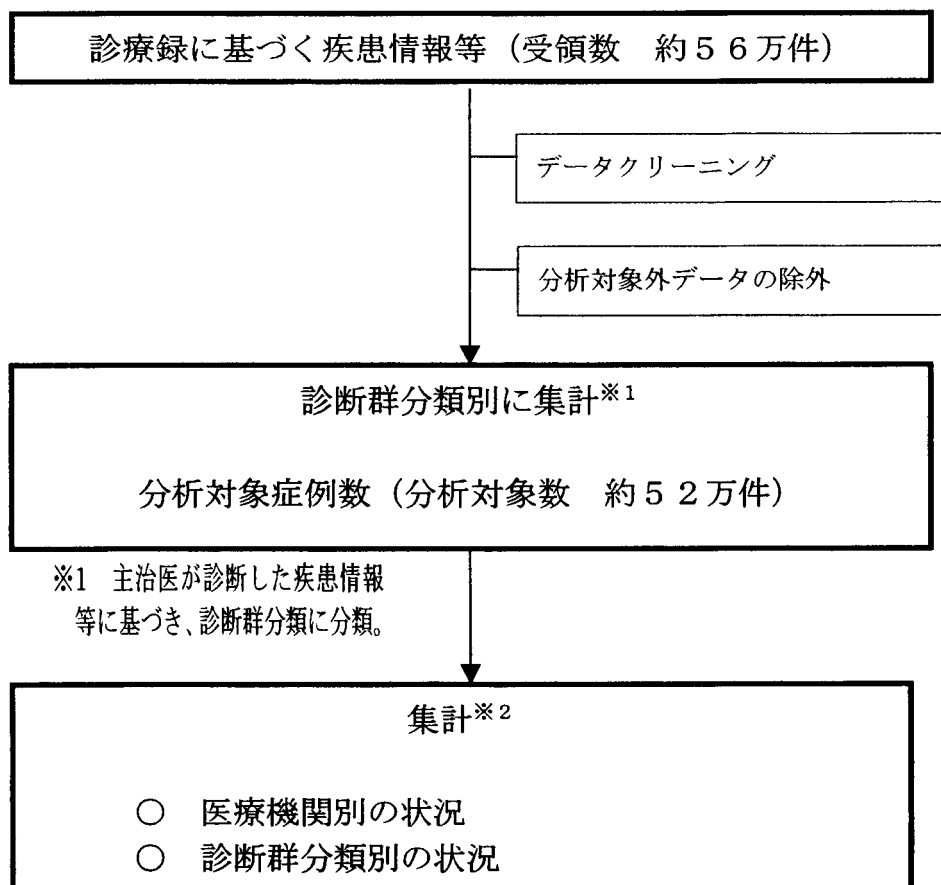 診療録に基づく疾患情報等（受領数　約５６万件）
データクリーニング
分析対象外データの除外
診断群分類別に集計※1
分析対象症例数（分析対象数　約５２万件）
※1　主治医が診断した疾患情報
等に基づき、診断群分類に分類。
集計※2
○　医療機関別の状況
○　診断群分類別の状況